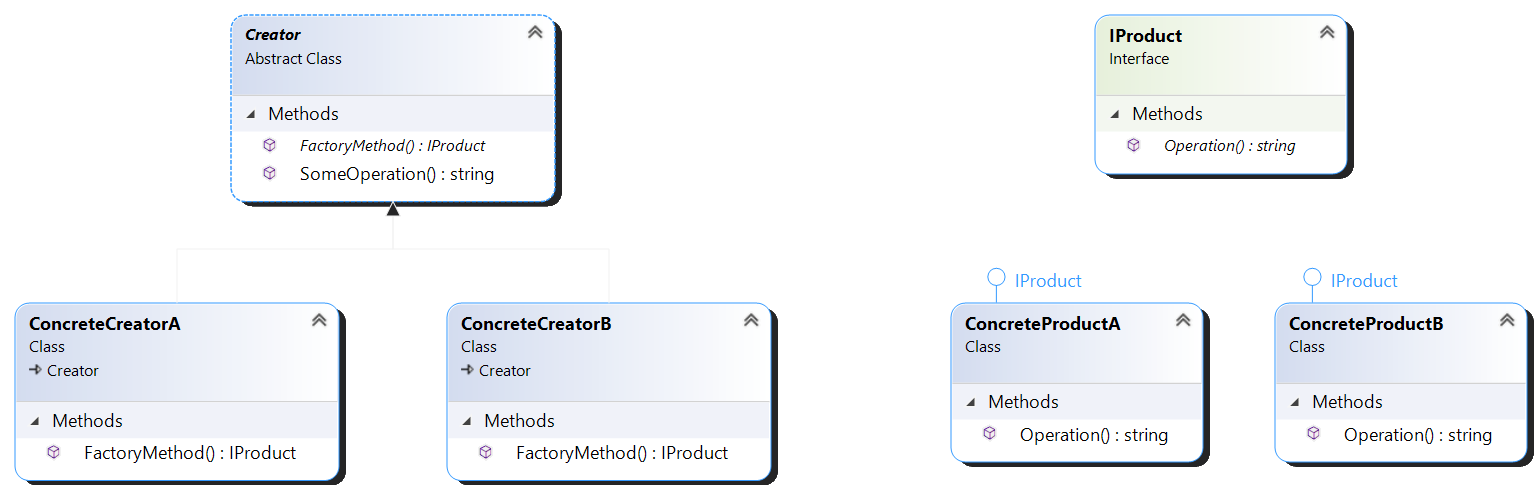 Creator
Abstract Class
Methods
FactoryMethod() : IProduct
SomeOperation() : string
IProduct
Interface
Methods
Operation() : string
ConcreteCreatorA
Class
Creator
Methods
FactoryMethod() : IProduct
ConcreteCreatorB
Class
Creator
Methods
FactoryMethod() : IProduct
IProduct
ConcreteProductA
Class
Methods
Operation() : string
IProduct
ConcreteProductB
Class
Methods
Operation() : string